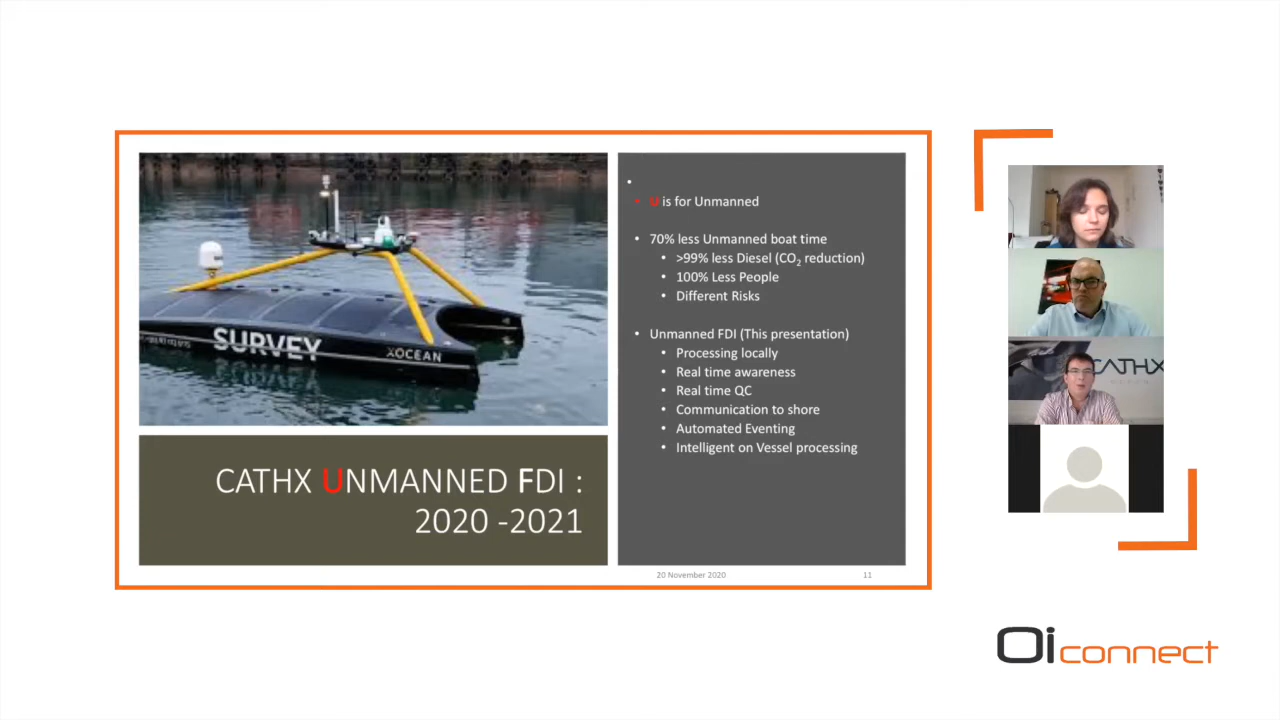 SURVEY
XOCEAN
CATHX UNMANNED FDI :
2020 -2021
U is for Unmanned
70% less Unmanned boat time
>99% less Diesel (CO2 reduction)
100% Less People
Different Risks
Unmanned FDI (This presentation)
Processing locally
Real time awareness
Real time QC
Communication to shore
Automated Eventing
Intelligent on Vessel processing
20 November 2020
11
CATHX
Oi connect